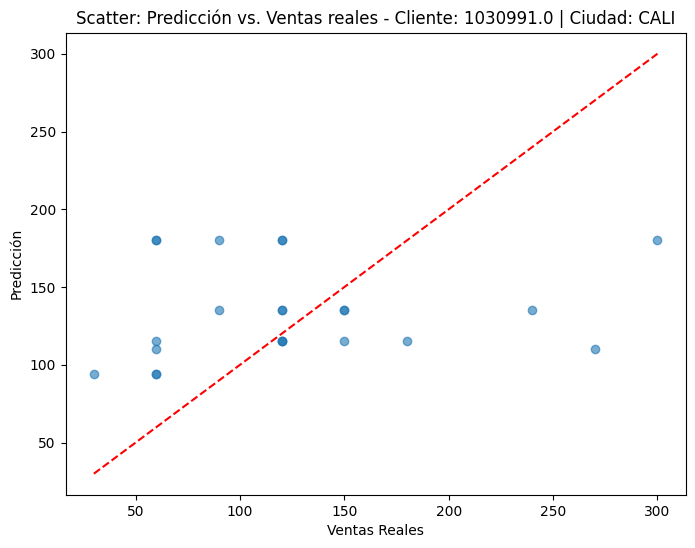 Scatter: Predicción vs. Ventas reales - Cliente: 1030991.0 | Ciudad: CALI
300
250
200
150
100
50
Predicción
50 100 150 200 250 300
Ventas Reales